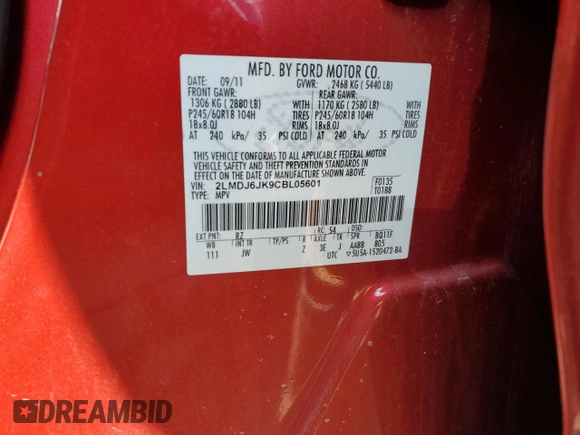 MFD. BY FORD MOTOR CO.
DATE: 09/11 GVWR: 2468 KG ( 5440 LB)
FRONT GAWR: REAR GAWR:
1306 KG ( 2880 LB) 1170 KG ( 2580 LB) WITH
P245/60R18 104H TIRES P245/60R18 104H TIRES
18x8.0J RIMS 18x8.0J RIMS
AT 240 kPa/ 35 PSI COLD AT 240 kPa/ 35 PSI COLD
THIS VEHICLE CONFORMS TO ALL APPLICABLE FEDERAL MOTOR
VEHICLE SAFETY AND THEFT PREVENTION STANDARDS IN
EFFECT ON THE DATE OF MANUFACTURE SHOWN ABOVE.
VIN: 2LMDJ6JK9CBL05601 F0135
TYPE: MPV T0188
EXT PNT: RZ RC: 54 DSO:
WB INT TR TP/PS R AXLE TR SPR BQ11F
111 JW Z 3E J AABB 805
UTC ▽5U5A-1520472-BA
DREAMBID